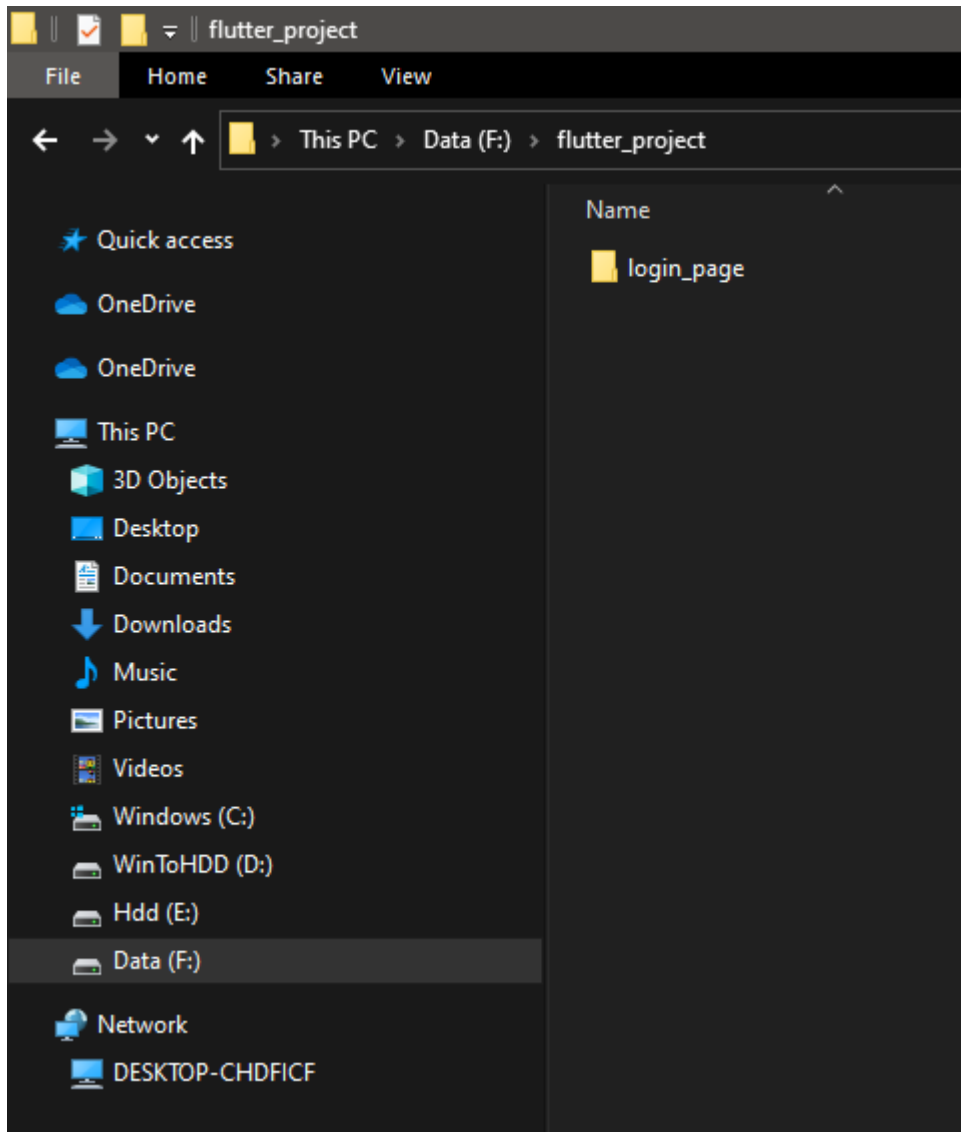 flutter_project
File Home Share View
This PC > Data (F:) > flutter_project
Name
login_page
Quick access
OneDrive
OneDrive
This PC
3D Objects
Desktop
Documents
Downloads
Music
Pictures
Videos
Windows (C:)
WinToHDD (D:)
Hdd (E:)
Data (F:)
Network
DESKTOP-CHDFICF